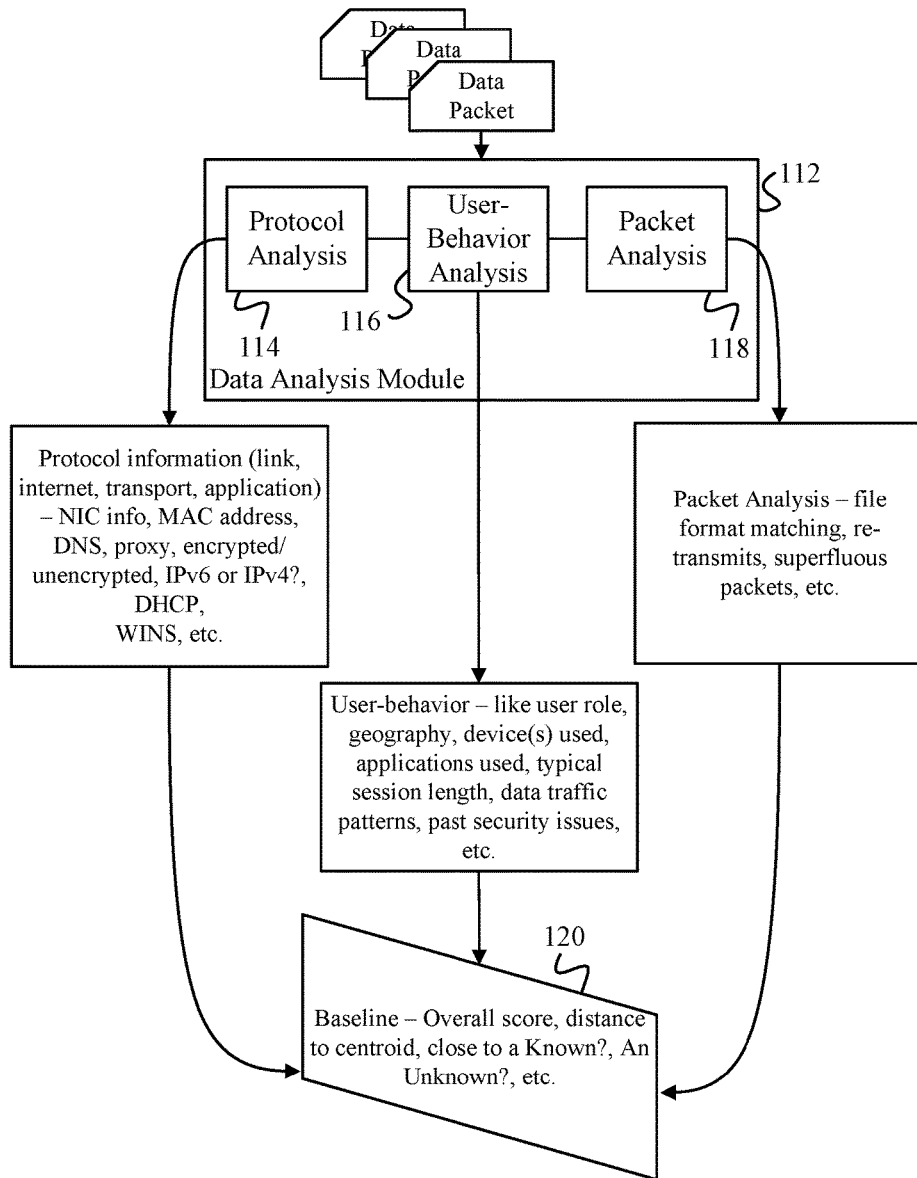 Data
P
Data
P
Data
Packet
112
Protocol
Analysis
User-
Behavior
Analysis
Packet
Analysis
116
114
118
Data Analysis Module
Protocol information (link,
internet, transport, application)
– NIC info, MAC address,
DNS, proxy, encrypted/
unencrypted, IPv6 or IPv4?,
DHCP,
WINS, etc.
Packet Analysis – file
format matching, re-
transmits, superfluous
packets, etc.
User-behavior – like user role,
geography, device(s) used,
applications used, typical
session length, data traffic
patterns, past security issues,
etc.
120
Baseline – Overall score, distance
to centroid, close to a Known?, An
Unknown?, etc.